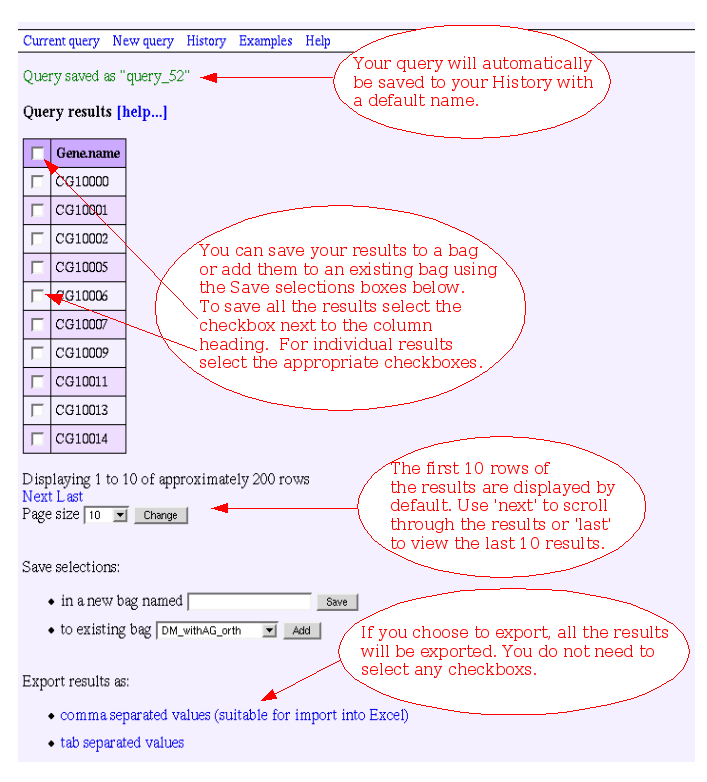 Current query New query History Examples Help
Query saved as "query_52"
Your query will automatically
be saved to your History with
a default name.
Query results [help...]
Gene.name
CG10000
CG10001
CG10002
CG10005
CG10006
CG10007
CG10009
CG10011
CG10013
CG10014
You can save your results to a bag
or add them to an existing bag using
the Save selections boxes below.
To save all the results select the
checkbox next to the column
heading. For individual results
select the appropriate checkboxes.
Displaying 1 to 10 of approximately 200 rows
Next Last
Page size 10 Change
The first 10 rows of
the results are displayed by
default. Use 'next' to scroll
through the results or 'last'
to view the last 10 results.
Save selections:
• in a new bag named Save
• to existing bag DM_withAG_orth Add
If you choose to export, all the results
will be exported. You do not need to
select any checkboxs.
Export results as:
• comma separated values (suitable for import into Excel)
• tab separated values